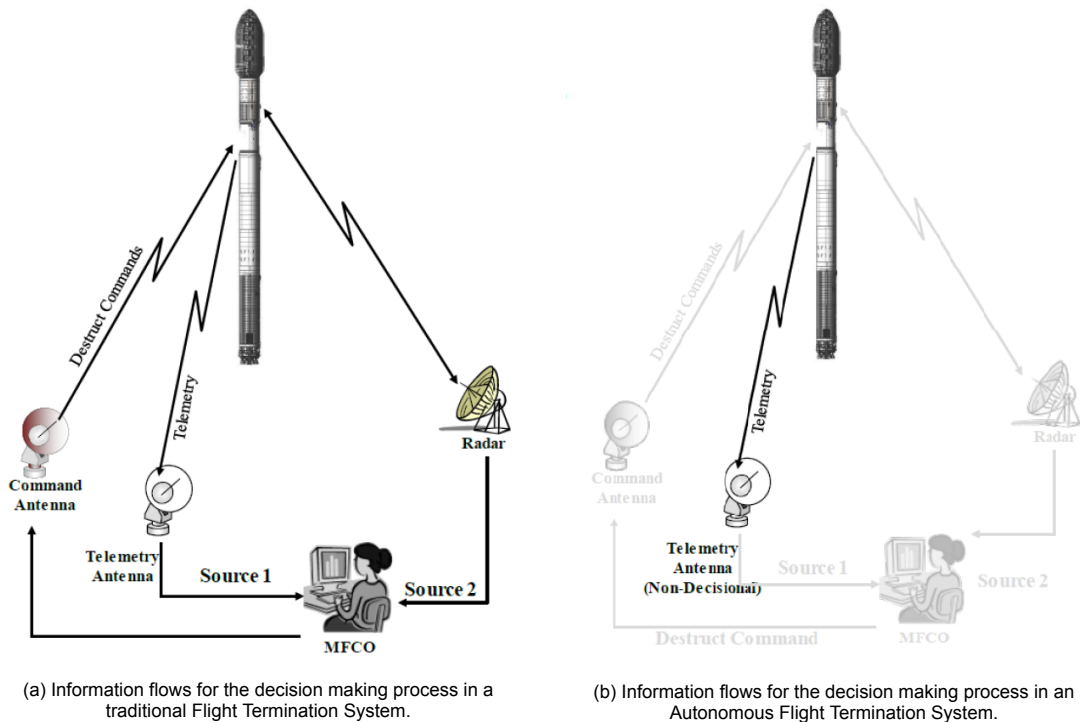 Destruct Commands
Telemetry
Radar
Command
Antenna
Telemetry
Antenna
Source 1
Source 2
MFCO
(a) Information flows for the decision making process in a
traditional Flight Termination System.
Destruct Commands
Telemetry
Radar
Command
Antenna
Telemetry
Antenna
(Non-Decisional)
Source 1
Source 2
Destruct Command
MFCO
(b) Information flows for the decision making process in an
Autonomous Flight Termination System.